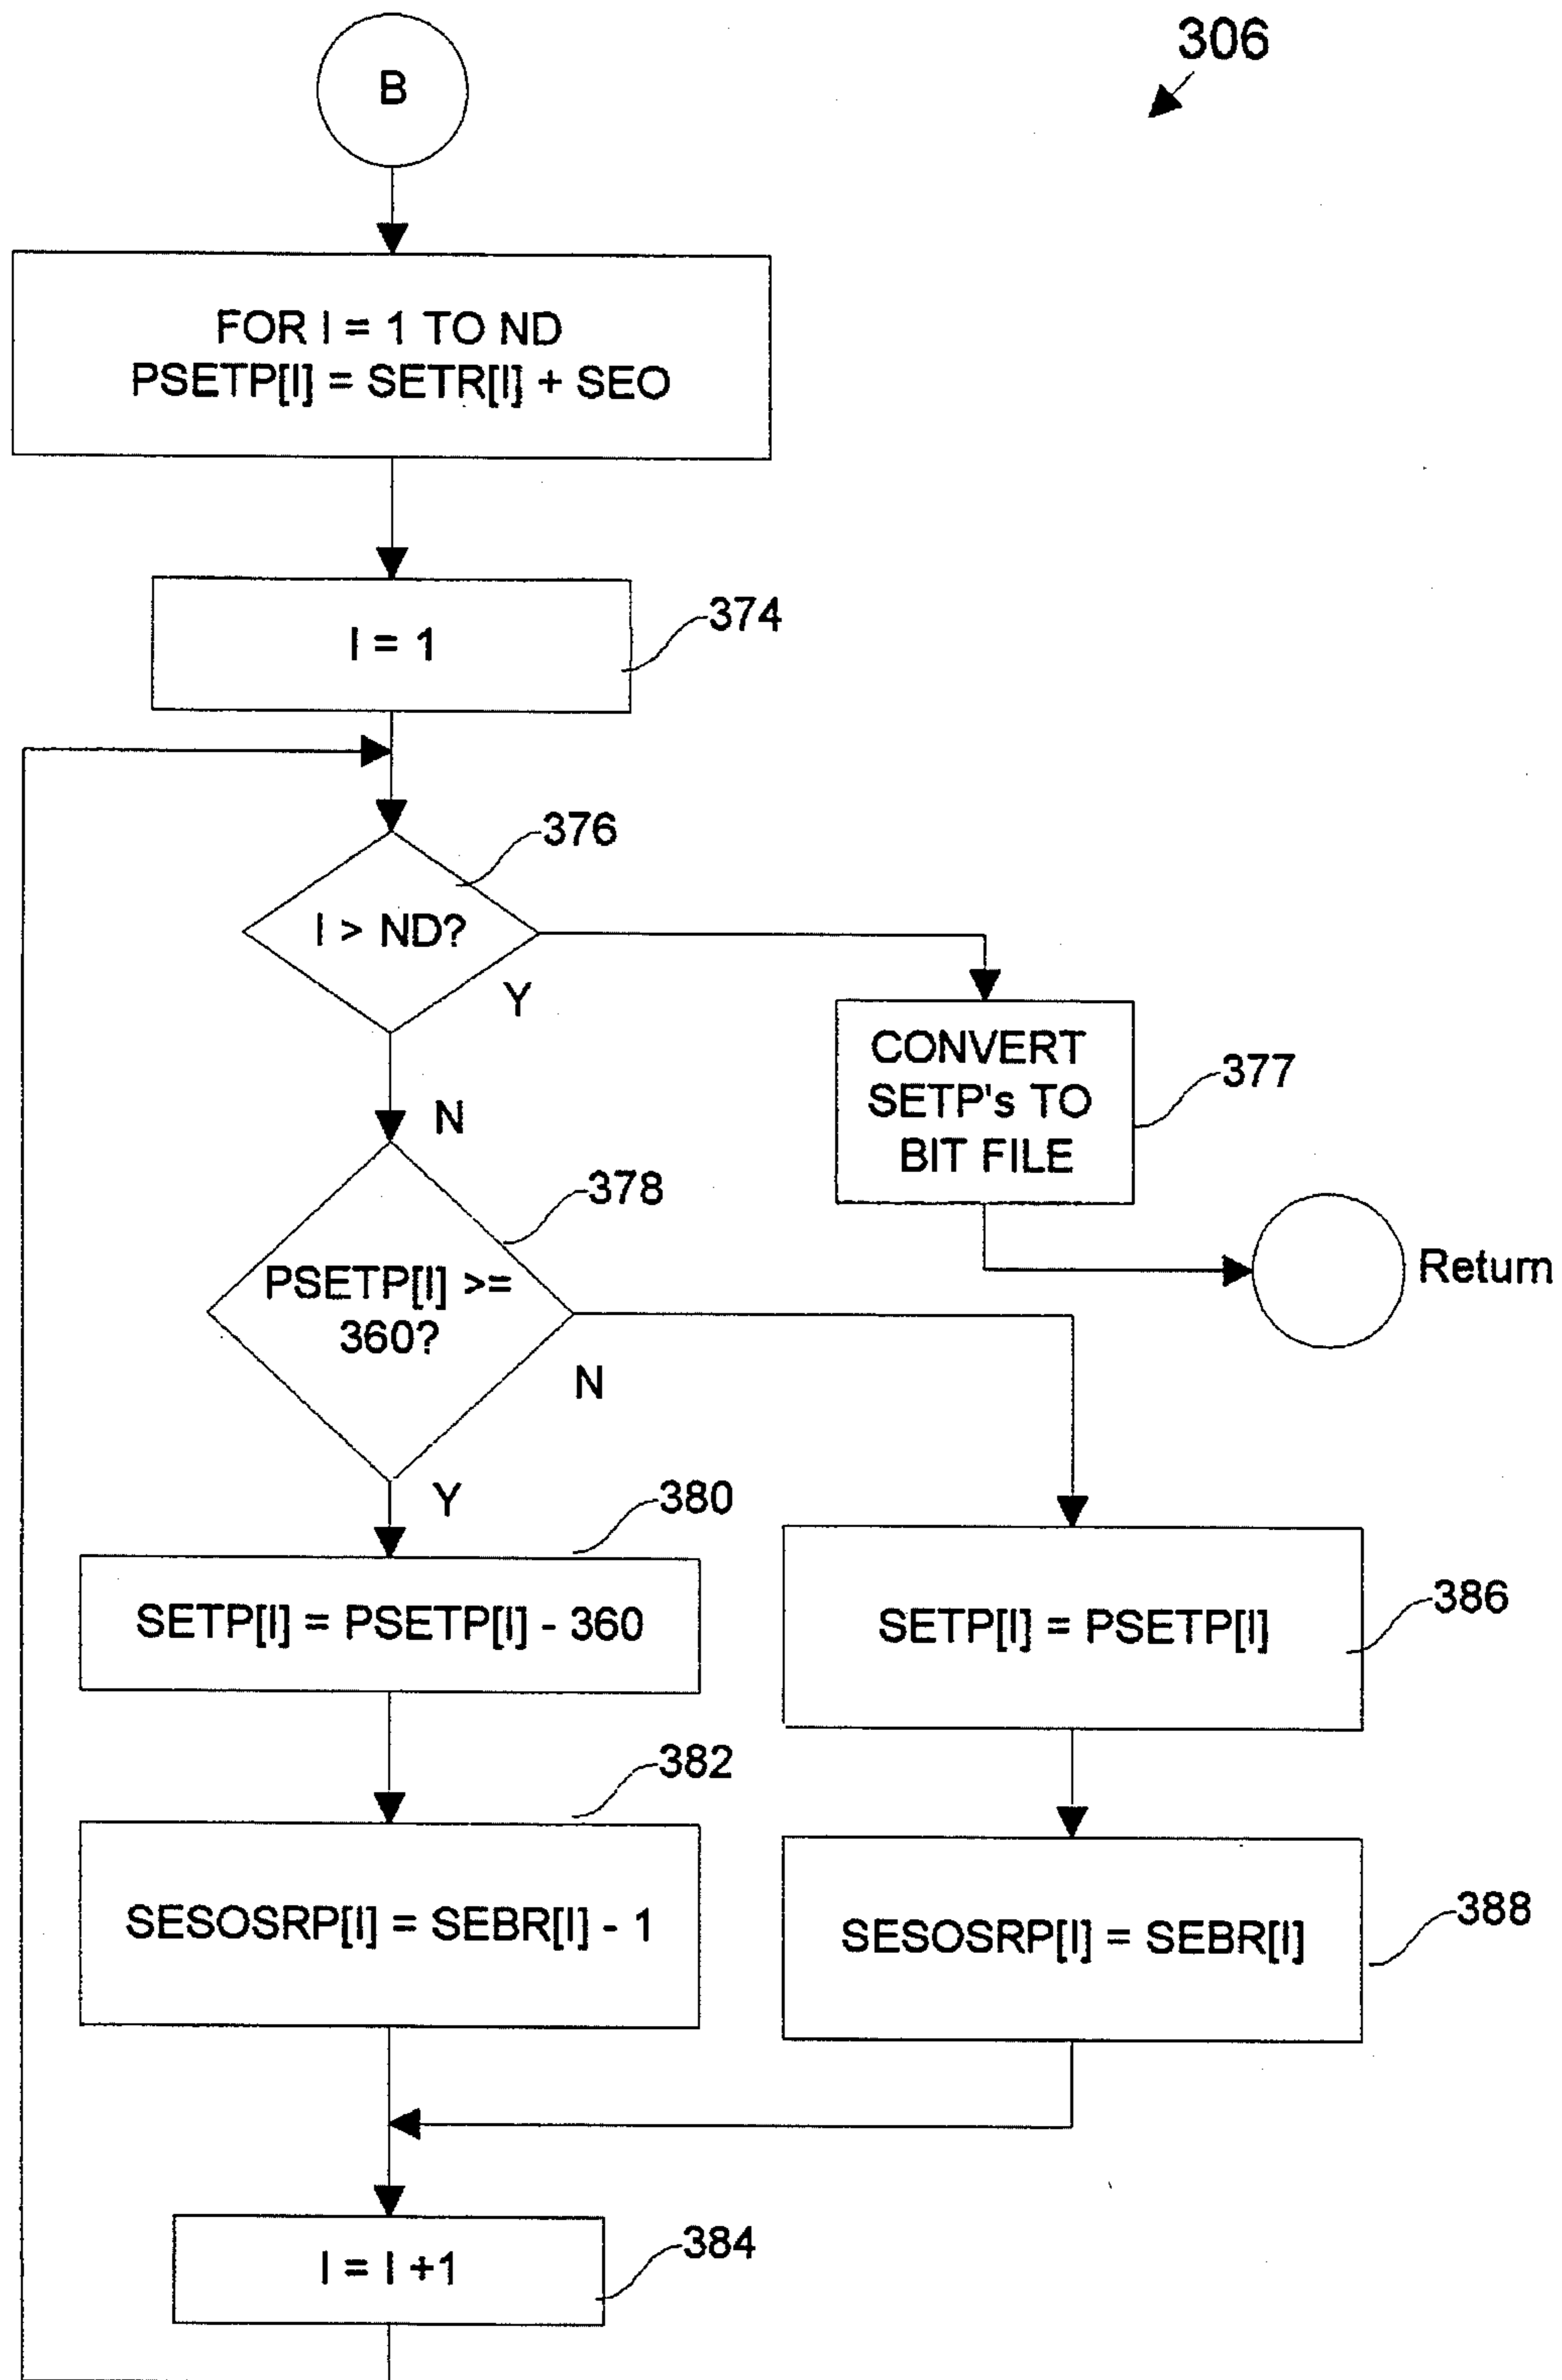 306
B
FOR I = 1 TO ND
PSETP[I] = SETR[I] + SEO
I = 1
374
376
I > ND?
Y
N
CONVERT
SETP's TO
BIT FILE
377
Return
378
PSETP[I] >=
360?
N
Y
380
SETP[I] = PSETP[I] - 360
SETP[I] = PSETP[I]
386
382
SESOSRP[I] = SEBR[I] - 1
SESOSRP[I] = SEBR[I]
388
I = I +1
384